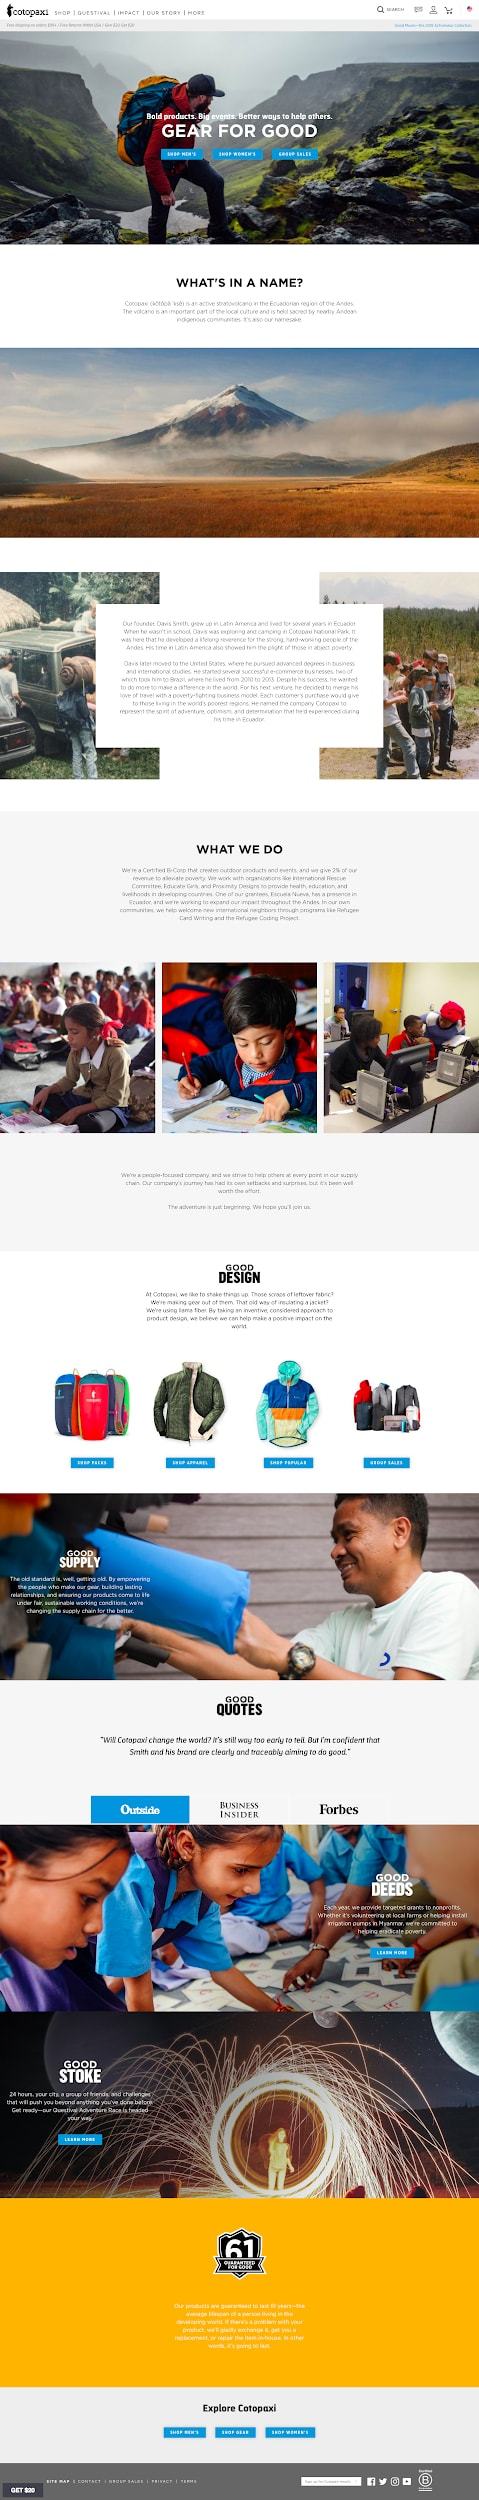 cotopaxi
SHOP | QUESTIVAL | IMPACT | OUR STORY | MORE
SEARCH
Bold products. Big events. Better ways to help others.
GEAR FOR GOOD
SHOP MEN'S
SHOP WOMEN'S
GROUP SALES
WHAT'S IN A NAME?
is an active stratovolcano in the Ecuadorian region of the Andes.
The volcano is an important part of the local culture and is held sacred by nearby Andean
indigenous communities. It's also our namesake.
Our founder, Davis Smith, grew up in Latin America and lived for several years in Ecuador.
When he wasn't in school, Davis was exploring and camping in Cotopaxi National Park. It
was here that he developed a lifelong reverence for the strong, hard-working people of the
Andes. His time in Latin America also showed him the plight of those in abject poverty.
Davis later moved to the United States, where he pursued advanced degrees in business
and international studies. He started several successful e-commerce businesses, two of
which took him to Brazil, where he lived from 2010 to 2013. Despite his success, he wanted
to do more to make a difference in the world. For his next venture, he decided to merge his
love of travel with a poverty-fighting business model. Each customer's purchase would give
to those living in the world's poorest regions. He named the company Cotopaxi to
represent the spirit of adventure, optimism, and determination that he'd experienced during
his time in Ecuador.
WHAT WE DO
We're a Certified B-Corp that creates outdoor products and events, and we give 2% of our
revenue to alleviate poverty. We work with organizations like International Rescue
Committee, Educate Girls, and Proximity Designs to provide health, education, and
livelihoods in developing countries. One of our grantees, Escuela Nueva, has a presence in
Ecuador, and we're working to expand our impact throughout the Andes. In our own
communities, we help welcome new international neighbors through programs like Refugee
Card Writing and the Refugee Coding Project.
We're a people-focused company, and we strive to help others at every point in our supply
chain. Our company's journey has had its own setbacks and surprises, but it's been well
worth the effort.
The adventure is just beginning. We hope you'll join us.
GOOD
DESIGN
At Cotopaxi, we like to shake things up. Those scraps of leftover fabric?
We're making gear out of them. That old way of insulating a jacket?
We're using llama fiber. By taking an inventive, considered approach to
product design, we believe we can help make a positive impact on the
world.
SHOP PACKS
SHOP APPAREL
SHOP POPULAR
GROUP SALES
GOOD
SUPPLY
The old standard is, well, getting old. By empowering
the people who make our gear, building lasting
relationships, and ensuring our products come to life
under fair, sustainable working conditions, we're
changing the supply chain for the better.
GOOD
QUOTES
"Will Cotopaxi change the world? It's still way too early to tell. But I'm confident that
Smith and his brand are clearly and traceably aiming to do good."
Outside
BUSINESS
INSIDER
Forbes
GOOD
DEEDS
Each year, we provide targeted grants to nonprofits.
Whether it's volunteering at local farms or helping install
irrigation pumps in Myanmar, we're committed to
helping eradicate poverty.
LEARN MORE
GOOD
STOKE
24 hours, your city, a group of friends, and challenges
that will push you beyond anything you've done before.
Get ready—our Questival Adventure Race is headed
your way.
LEARN MORE
61
GUARANTEED
FOR GOOD
Our products are guaranteed to last 61 years—the
average lifespan of a person living in the
developing world. If there's a problem with your
product, we'll gladly exchange it, get you a
replacement, or repair the item in-house. In other
words, it's going to last.
Explore Cotopaxi
SHOP MEN'S
SHOP GEAR
SHOP WOMEN'S
SITE MAP | CONTACT | GROUP SALES | PRIVACY | TERMS
Certified
B
GET $20